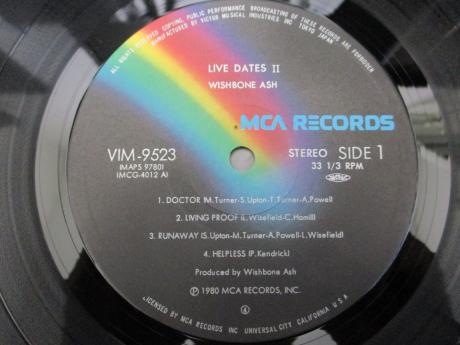 ALL RIGHTS RESERVED. COPYING, PUBLIC PERFORMANCE BROADCASTING OF THESE RECORDS ARE FORBIDDEN.
MANUFACTURED BY VICTOR MUSICAL INDUSTRIES INC TOKYO JAPAN
LIVE DATES II
WISHBONE ASH
MCA RECORDS
VIM-9523
(MAPS 9780)
(MCG-4012 A)
STEREO SIDE 1
33 1/3 RPM
1. DOCTOR (M.Turner-S.Upton-T.Turner-A.Powell)
2. LIVING PROOF (L.Wisefield-C.Hamill)
3. RUNAWAY (S.Upton-M.Turner-A.Powell-L.Wisefield)
4. HELPLESS (P.Kendrick)
Produced by Wishbone Ash
Ⓟ 1980 MCA RECORDS, INC.
LICENSED BY MCA RECORDS INC UNIVERSAL CITY CALIFORNIA U.S.A